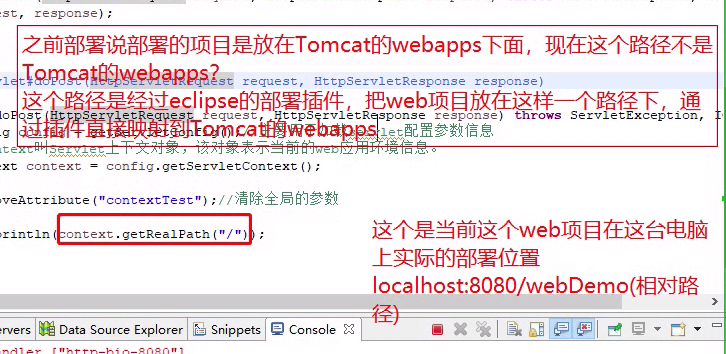 est, response);
之前部署说部署的项目是放在Tomcat的webapps下面，现在这个路径不是
Tomcat的webapps?
vlet#doPost(HttpServletRequest request, HttpServletResponse response)
这个路径是经过eclipse的部署插件，把web项目放在这样一个路径下，通
doPost(HttpServletRequest request, HttpServletResponse response) throws ServletException, I
过插件直接映射到Tomcat的webapps
配置参数信息
ntext叫Servlet上下文对象，该对象表示当前的web应用环境信息。
ext context = config.getServletContext();
oveAttribute("contextTest");//清除全局的参数
println(context.getRealPath("/"));
这个是当前这个web项目在这台电脑
上实际的部署位置
localhost:8080/webDemo(相对路
径)
ervers Data Source Explorer Snippets Console
andler ["http-bio-8080"]